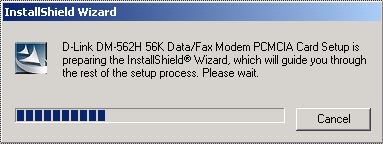 InstallShield Wizard
D-Link DM-562H 56K Data/Fax Modem PCMCIA Card Setup is
preparing the InstallShield® Wizard, which will guide you through
the rest of the setup process. Please wait.
Cancel